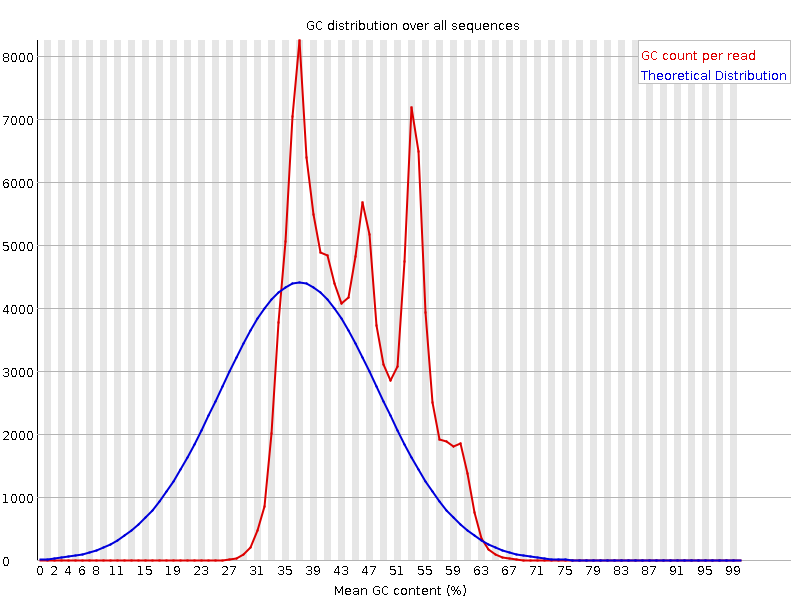 GC distribution over all sequences
GC count per read
Theoretical Distribution
8000
7000
6000
5000
4000
3000
2000
1000
0
0 2 4 6 8 11 15 19 23 27 31 35 39 43 47 51 55 59 63 67 71 75 79 83 87 91 95 99
Mean GC content (%)